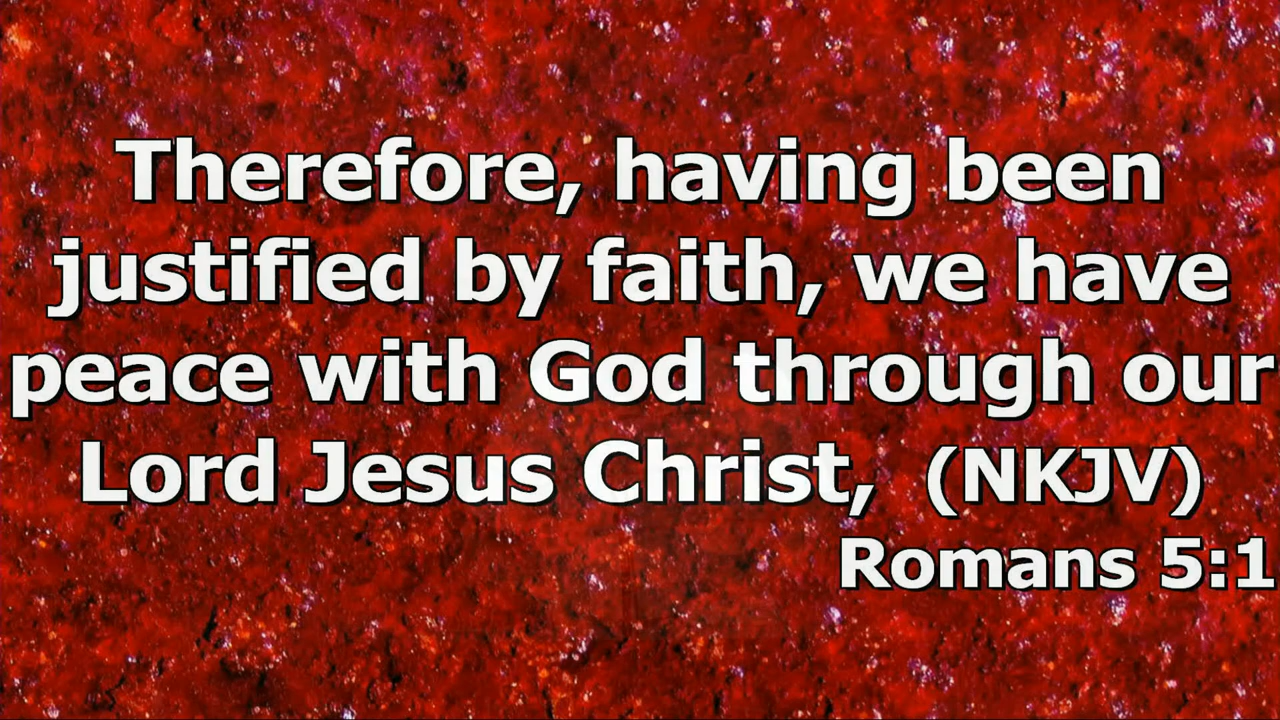 Therefore, having been
justified by faith, we have
peace with God through our
Lord Jesus Christ, (NKJV)
Romans 5:1